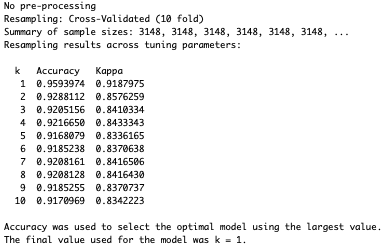 No pre-processing
Resampling: Cross-Validated (10 fold)
Summary of sample sizes: 3148, 3148, 3148, 3148, 3148, 3148, ...
Resampling results across tuning parameters:
k Accuracy Kappa
1 0.9593974 0.9187975
2 0.9288112 0.8576259
3 0.9205156 0.8410334
4 0.9216650 0.8433343
5 0.9168079 0.8336165
6 0.9185238 0.8370638
7 0.9208161 0.8416506
8 0.9208128 0.8416430
9 0.9185255 0.8370737
10 0.9170969 0.8342223
Accuracy was used to select the optimal model using the largest value.
The final value used for the model was k = 1.